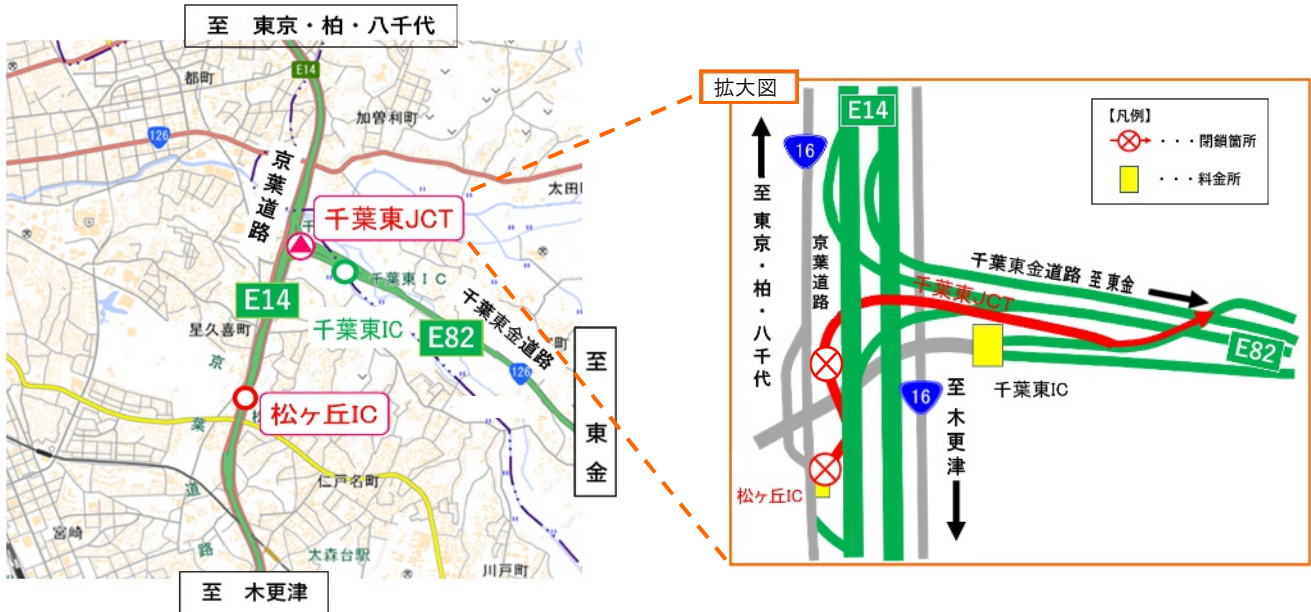 至 東京・柏・八千代
E14
都町
加曽利町
126
京葉道路
太田
千葉東JCT
千葉東IC
E14
千葉東IC
星久喜町
E82
千葉東金道路
町
126
至東金
京葉道路
松ヶ丘IC
仁戸名町
宮崎
大森台駅
川戸町
至 木更津
拡大図
E14
16
【凡例】
・・・閉鎖箇所
・・・料金所
至東京・柏・八千代
京葉道路
千葉東金道路 至東金
千葉東JCT
E82
千葉東IC
16
至木更津
松ヶ丘IC